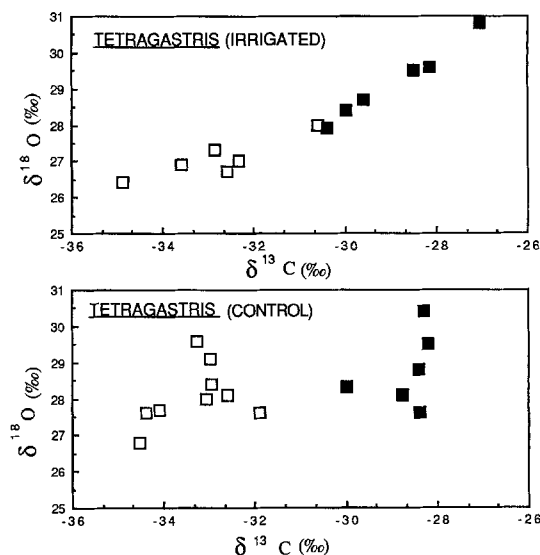 31
30
29
28
27
26
25
TETRAGASTRIS (IRRIGATED)
δ 18 O (‰)
-36 -34 -32 -30 -28 -26
δ 13 C (‰)
31
30
29
28
27
26
25
TETRAGASTRIS (CONTROL)
δ 18 O (‰)
-36 -34 -32 -30 -28 -26
δ 13 C (‰)